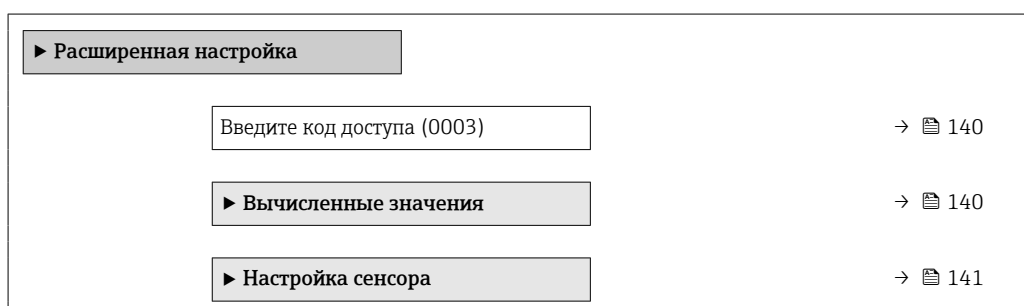 ▶ Расширенная настройка
Введите код доступа (0003) → 140
▶ Вычисленные значения → 140
▶ Настройка сенсора → 141